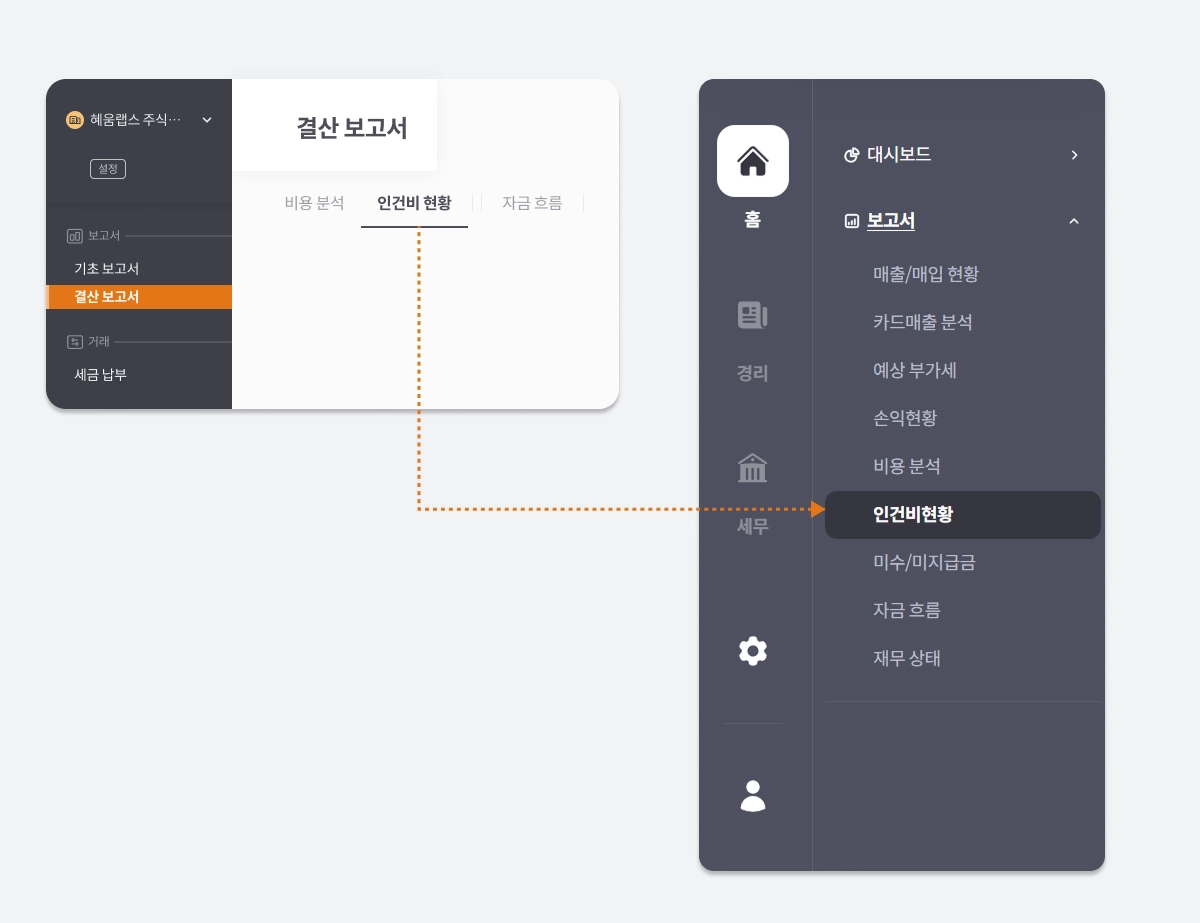 혜움랩스 주식···
설정
보고서
기초 보고서
결산 보고서
거래
세금 납부
결산 보고서
비용 분석
인건비 현황
자금 흐름
홈
경리
세무
대시보드
보고서
매출/매입 현황
카드매출 분석
예상 부가세
손익현황
비용 분석
인건비현황
미수/미지급금
자금 흐름
재무 상태